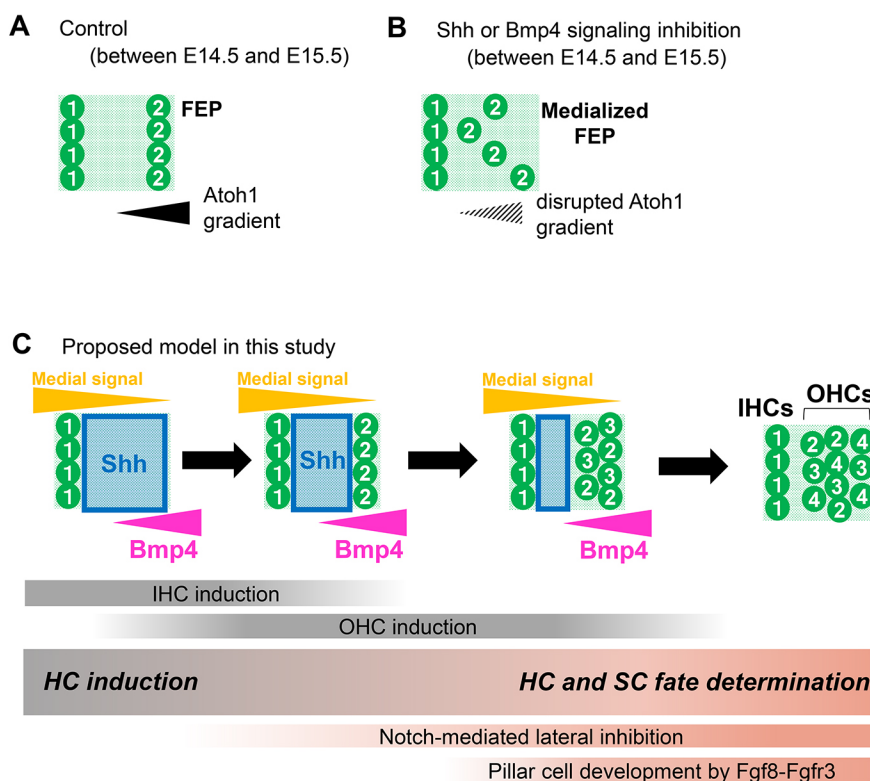 A Control
(between E14.5 and E15.5)
1 2 FEP
1 2
1 2
1 2
Atoh1
gradient
B Shh or Bmp4 signaling inhibition
(between E14.5 and E15.5)
1 2 Medialized
1 2 FEP
1 2
1 2
disrupted Atoh1
gradient
C Proposed model in this study
Medial signal
1
1
1
1
Shh
Bmp4
Medial signal
1 2
1 2
1 2
1 2
Shh
Bmp4
Medial signal
1 2 3
1 3 2
1 2 3
1 2
Bmp4
IHCs OHCs
1 2 2 4
1 3 4 3
1 4 3 4
1 2
IHC induction
OHC induction
HC induction
HC and SC fate determination
Notch-mediated lateral inhibition
Pillar cell development by Fgf8-Fgfr3